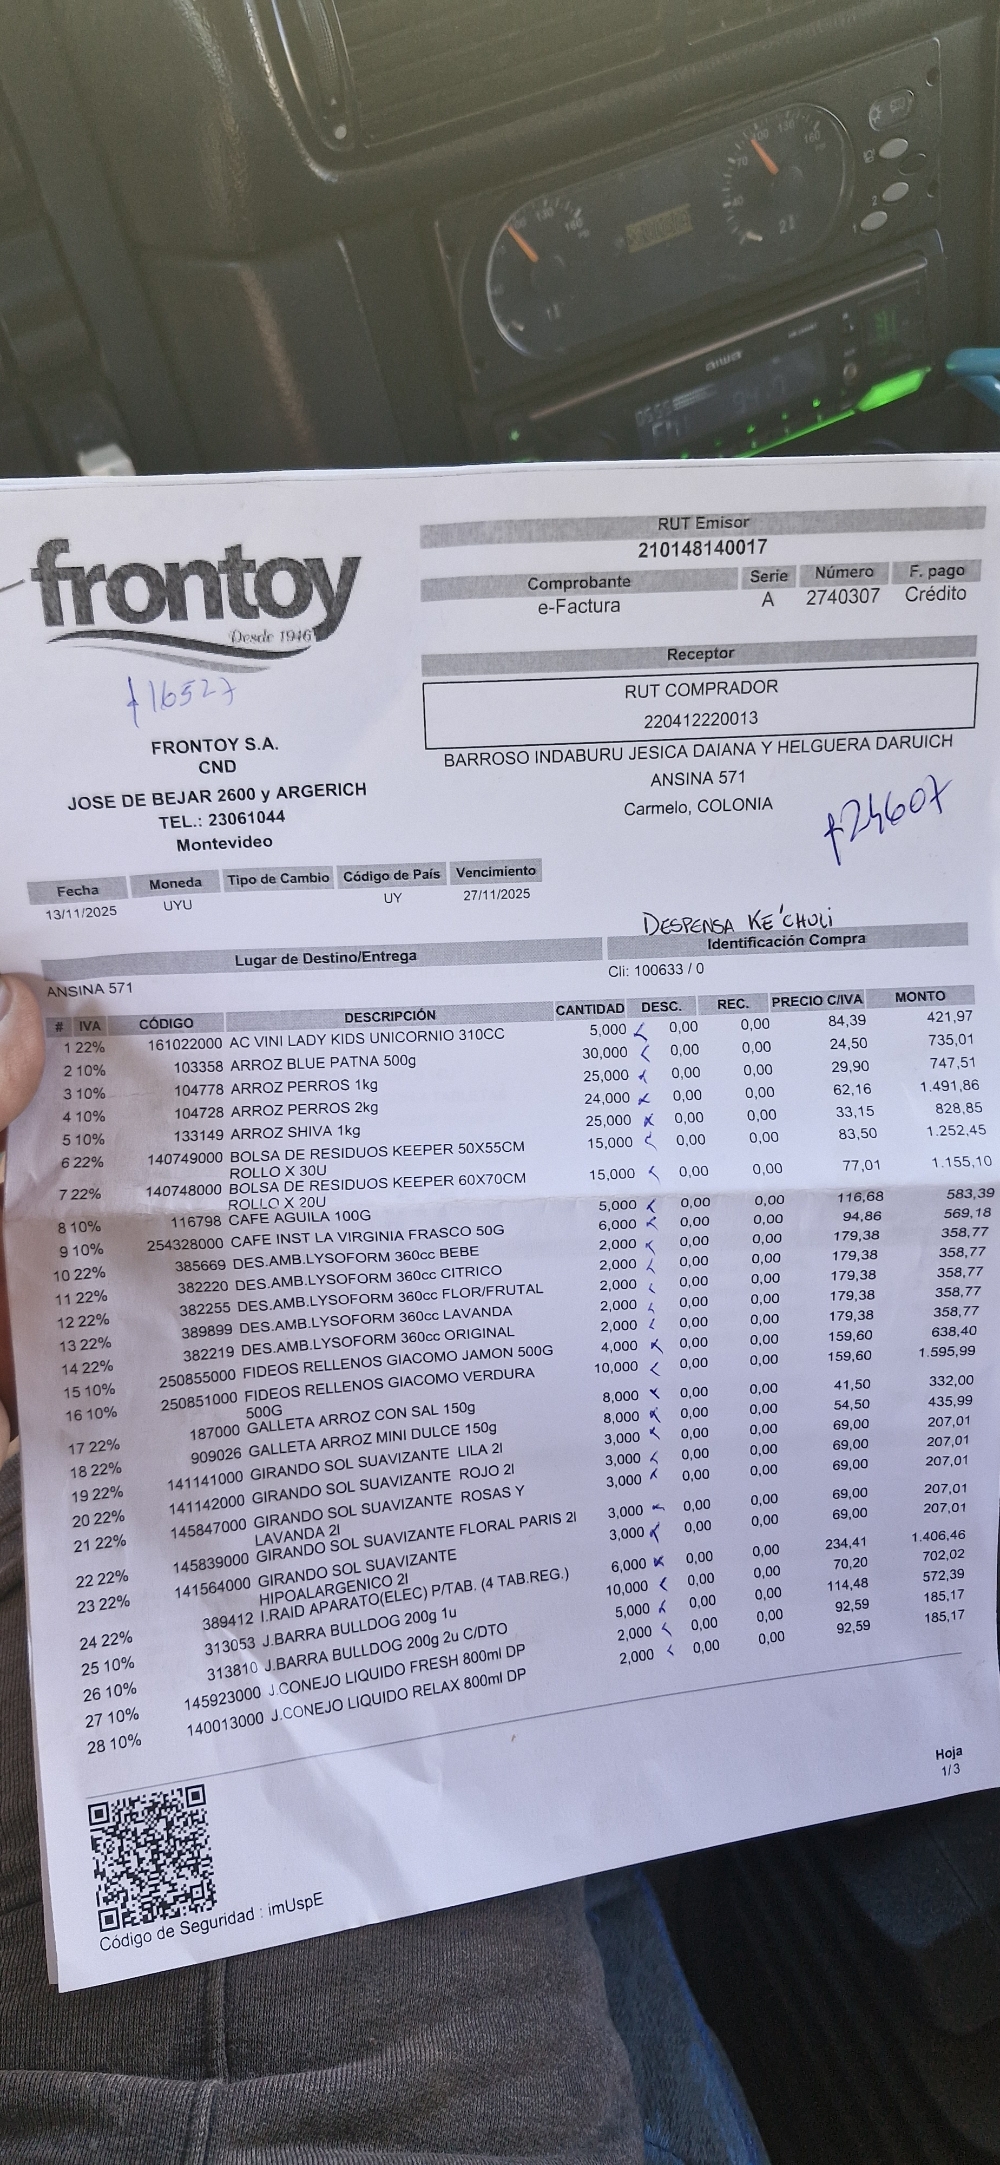 aiwa
frontoy
Desde 1946
RUT Emisor
210148140017
Comprobante Serie Número F. pago
e-Factura A 2740307 Crédito
Receptor
RUT COMPRADOR
220412220013
BARROSO INDABURU JESICA DAIANA Y HELGUERA DARUICH
ANSINA 571
Carmelo, COLONIA
16527
FRONTOY S.A.
CND
JOSE DE BEJAR 2600 y ARGERICH
TEL.: 23061044
Montevideo
24607
Fecha Moneda Tipo de Cambio Código de País Vencimiento
13/11/2025 UYU UY 27/11/2025
DESPENSA KE'CHULI
Lugar de Destino/Entrega Identificación Compra
ANSINA 571 Cli: 100633 / 0
# IVA CÓDIGO DESCRIPCIÓN CANTIDAD DESC. REC. PRECIO C/IVA MONTO
1 22% 161022000 AC VINI LADY KIDS UNICORNIO 310CC 5,000 0,00 0,00 84,39 421,97
2 10% 103358 ARROZ BLUE PATNA 500g 30,000 0,00 0,00 24,50 735,01
3 10% 104778 ARROZ PERROS 1kg 25,000 0,00 0,00 29,90 747,51
4 10% 104728 ARROZ PERROS 2kg 24,000 0,00 0,00 62,16 1.491,86
5 10% 133149 ARROZ SHIVA 1kg 25,000 0,00 0,00 33,15 828,85
6 22% 140749000 BOLSA DE RESIDUOS KEEPER 50X55CM 15,000 0,00 0,00 83,50 1.252,45
ROLLO X 30U
7 22% 140748000 BOLSA DE RESIDUOS KEEPER 60X70CM 15,000 0,00 0,00 77,01 1.155,10
ROLLO X 20U
8 10% 116798 CAFE AGUILA 100G 5,000 0,00 0,00 116,68 583,39
9 10% 254328000 CAFE INST LA VIRGINIA FRASCO 50G 6,000 0,00 0,00 94,86 569,18
10 22% 385669 DES.AMB.LYSOFORM 360cc BEBE 2,000 0,00 0,00 179,38 358,77
11 22% 382220 DES.AMB.LYSOFORM 360cc CITRICO 2,000 0,00 0,00 179,38 358,77
12 22% 382255 DES.AMB.LYSOFORM 360cc FLOR/FRUTAL 2,000 0,00 0,00 179,38 358,77
13 22% 389899 DES.AMB.LYSOFORM 360cc LAVANDA 2,000 0,00 0,00 179,38 358,77
14 22% 382219 DES.AMB.LYSOFORM 360cc ORIGINAL 2,000 0,00 0,00 179,38 358,77
15 10% 250855000 FIDEOS RELLENOS GIACOMO JAMON 500G 4,000 0,00 0,00 159,60 638,40
16 10% 250851000 FIDEOS RELLENOS GIACOMO VERDURA 10,000 0,00 0,00 159,60 1.595,99
500G
17 22% 187000 GALLETA ARROZ CON SAL 150g 8,000 0,00 0,00 41,50 332,00
18 22% 909026 GALLETA ARROZ MINI DULCE 150g 8,000 0,00 0,00 54,50 435,99
19 22% 141141000 GIRANDO SOL SUAVIZANTE LILA 2l 3,000 0,00 0,00 69,00 207,01
20 22% 141142000 GIRANDO SOL SUAVIZANTE ROJO 2l 3,000 0,00 0,00 69,00 207,01
21 22% 145847000 GIRANDO SOL SUAVIZANTE ROSAS Y 3,000 0,00 0,00 69,00 207,01
LAVANDA 2l
22 22% 145839000 GIRANDO SOL SUAVIZANTE FLORAL PARIS 2l 3,000 0,00 0,00 69,00 207,01
23 22% 141564000 GIRANDO SOL SUAVIZANTE 3,000 0,00 0,00 69,00 207,01
HIPOALARGENICO 2l
24 22% 389412 I.RAID APARATO(ELEC) P/TAB. (4 TAB.REG.) 6,000 0,00 0,00 234,41 1.406,46
25 10% 313053 J.BARRA BULLDOG 200g 1u 10,000 0,00 0,00 70,20 702,02
26 10% 313810 J.BARRA BULLDOG 200g 2u C/DTO 5,000 0,00 0,00 114,48 572,39
27 10% 145923000 J.CONEJO LIQUIDO FRESH 800ml DP 2,000 0,00 0,00 92,59 185,17
28 10% 140013000 J.CONEJO LIQUIDO RELAX 800ml DP 2,000 0,00 0,00 92,59 185,17
Hoja
1/3
Código de Seguridad : imUspE